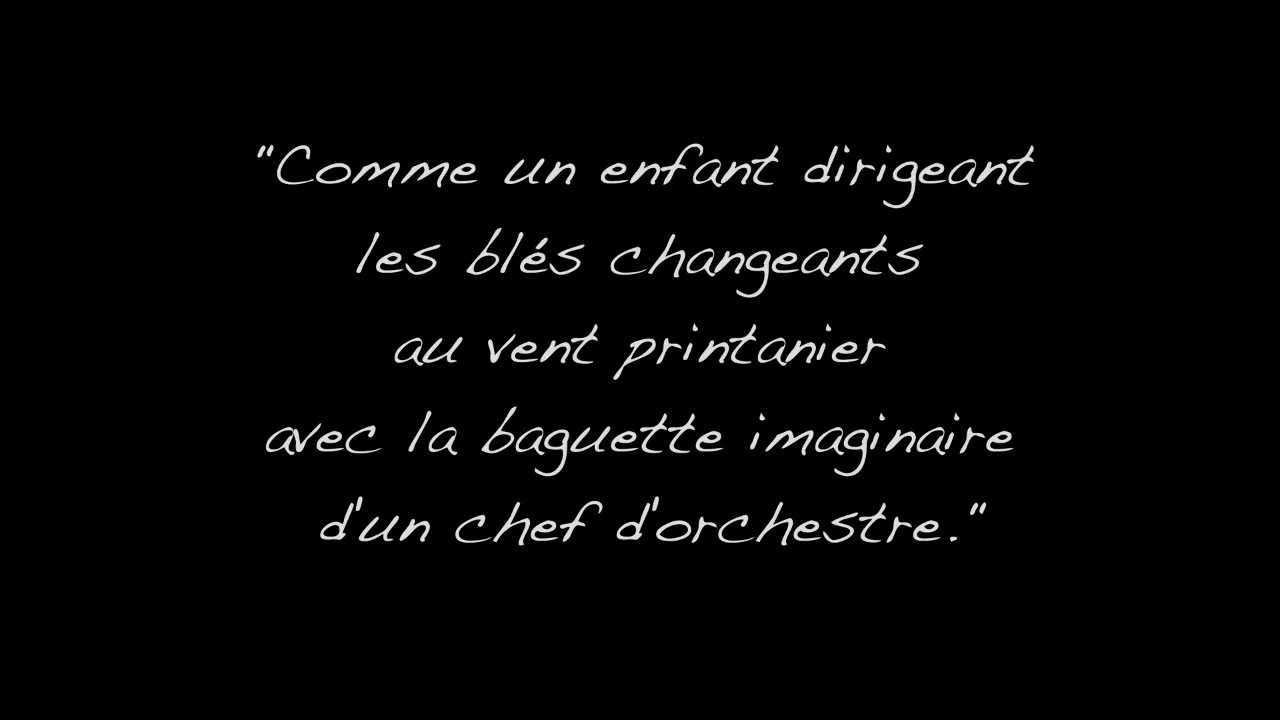 "Comme un enfant dirigeant
les blés changeants
au vent printanier
avec la baguette imaginaire
d'un chef d'orchestre."